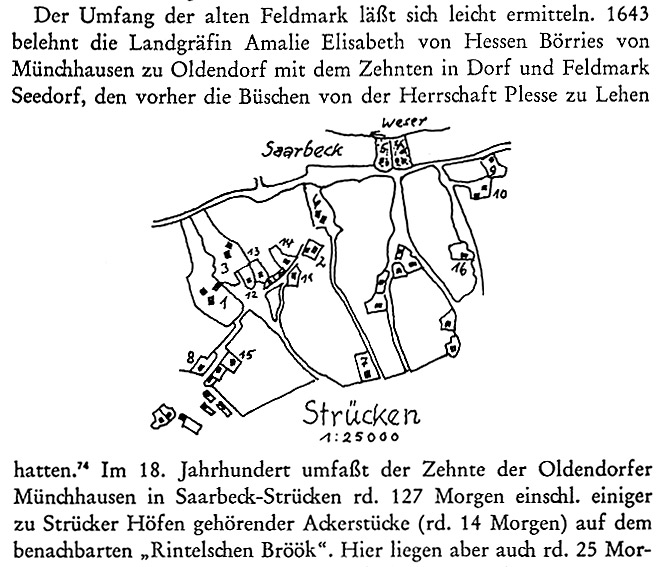 Der Umfang der alten Feldmark läßt sich leicht ermitteln. 1643
belehnt die Landgräfin Amalie Elisabeth von Hessen Börries von
Münchhausen zu Oldendorf mit dem Zehnten in Dorf und Feldmark
Seedorf, den vorher die Büschen von der Herrschaft Plesse zu Lehen
Weser
Saarbeck
9
10
4
14
13
2
3
16
11
12
1
8
15
7
Strücken
1:25000
hatten.⁷⁴ Im 18. Jahrhundert umfaßt der Zehnte der Oldendorfer
Münchhausen in Saarbeck-Strücken rd. 127 Morgen einschl. einiger
zu Strücker Höfen gehörender Ackerstücke (rd. 14 Morgen) auf dem
benachbarten „Rintelschen Bröök“. Hier liegen aber auch rd. 25 Mor-